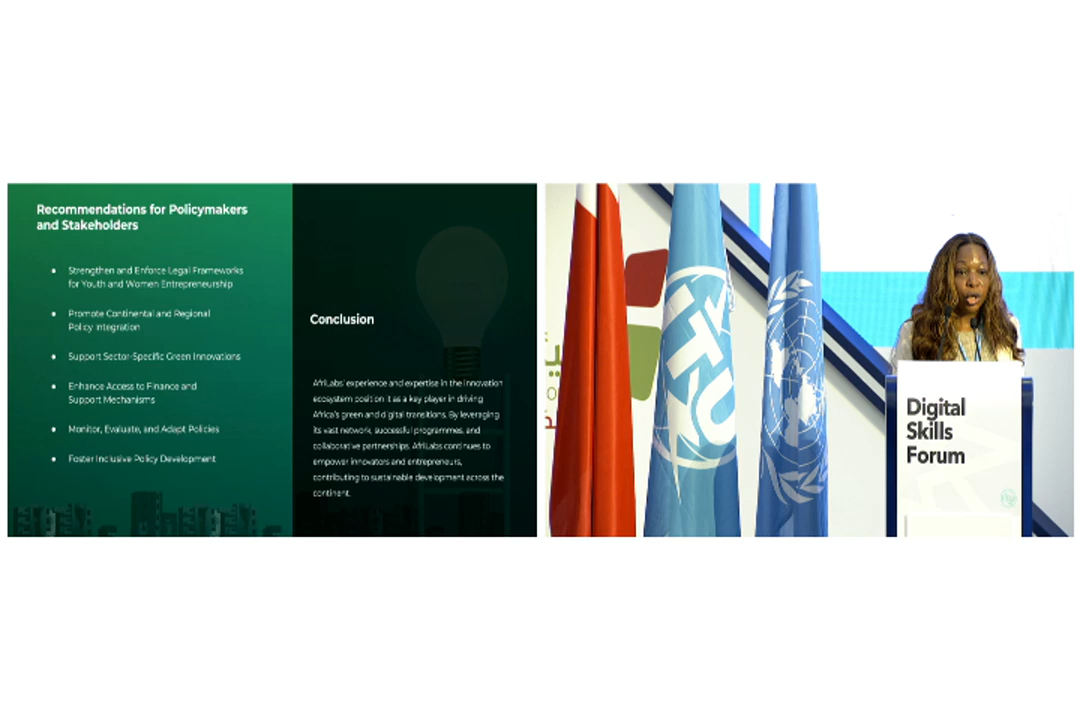 Recommendations for Policymakers
and Stakeholders
● Strengthen and Enforce Legal Frameworks
for Youth and Women Entrepreneurship
● Promote Continental and Regional
Policy Integration
● Support Sector-Specific Green Innovations
● Enhance Access to Finance and
Support Mechanisms
● Monitor, Evaluate, and Adapt Policies
● Foster Inclusive Policy Development
Conclusion
AfriLabs' experience and expertise in the innovation
ecosystem position it as a key player in driving
Africa's green and digital transitions. By leveraging
its vast network, successful programmes, and
collaborative partnerships, AfriLabs continues to
empower innovators and entrepreneurs,
contributing to sustainable development across the
continent.
ITU
Digital
Skills
Forum